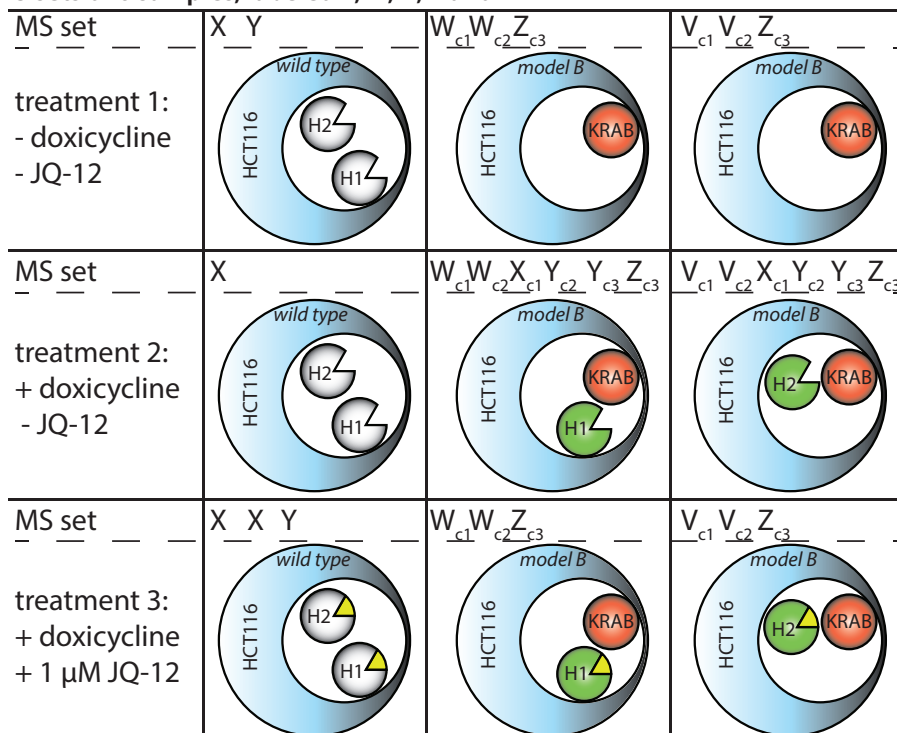 MS set
X Y
W c1 W c2 Z c3
V c1 V c2 Z c3
treatment 1:
- doxicycline
- JQ-12
wild type
HCT116
H2
H1
model B
HCT116
KRAB
model B
HCT116
KRAB
MS set
X
W c1 W c2 X c1 Y c2 Y c3 Z c3
V c1 V c2 X c1 Y c2 Y c3 Z c3
treatment 2:
+ doxicycline
- JQ-12
wild type
HCT116
H2
H1
model B
HCT116
KRAB
H1
model B
HCT116
H2
KRAB
MS set
X X Y
W c1 W c2 Z c3
V c1 V c2 Z c3
treatment 3:
+ doxicycline
+ 1 µM JQ-12
wild type
HCT116
H2
H1
model B
HCT116
KRAB
H1
model B
HCT116
H2
KRAB